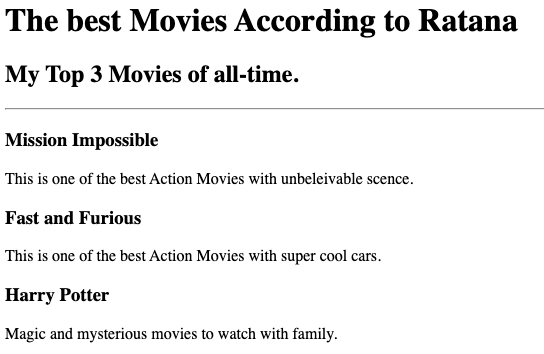 The best Movies According to Ratana
My Top 3 Movies of all-time.
Mission Impossible
This is one of the best Action Movies with unbeleivable scence.
Fast and Furious
This is one of the best Action Movies with super cool cars.
Harry Potter
Magic and mysterious movies to watch with family.